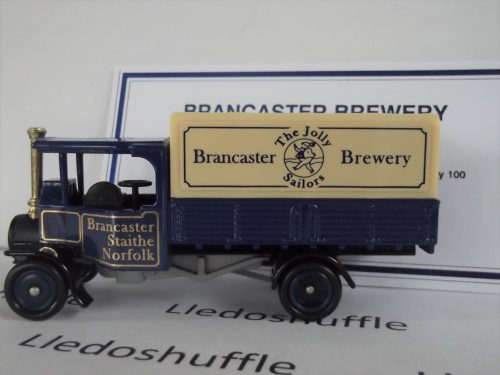 BRANCASTER BREWERY
The Jolly
Brancaster Brewery
Sailors
y 100
Brancaster
Staithe
Norfolk
Lledoshuffle
Lledoshuffle